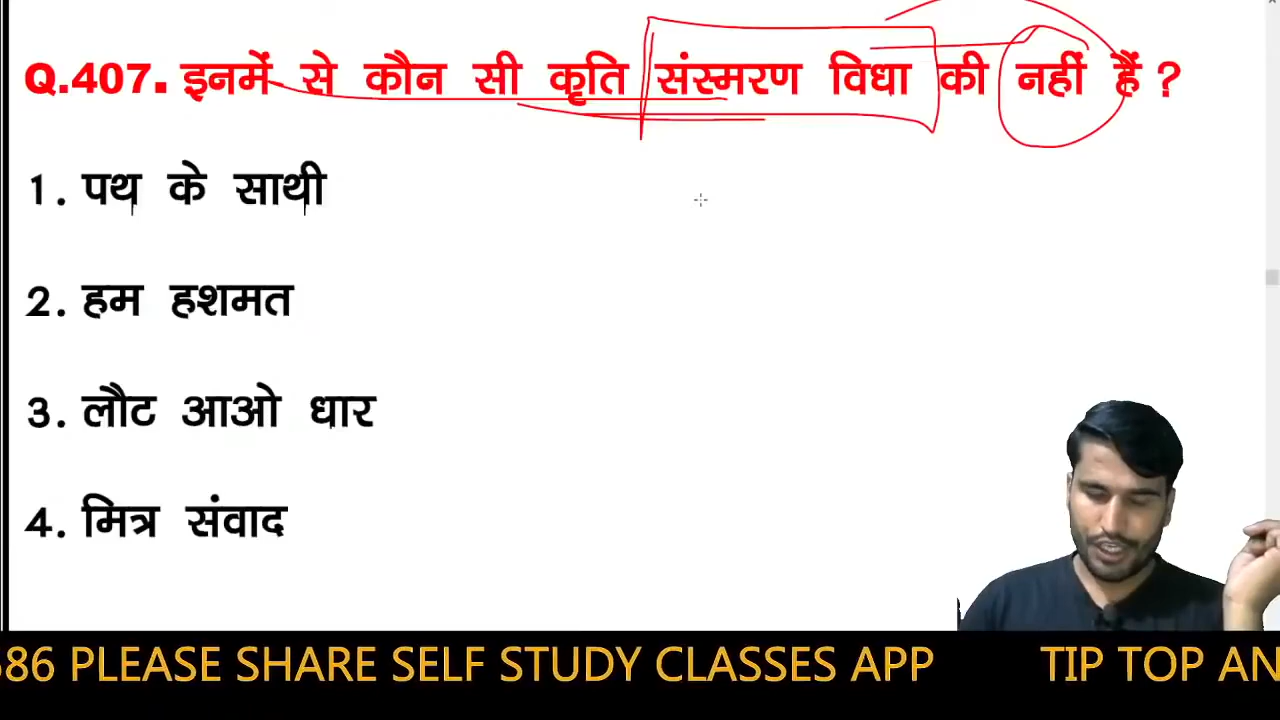 Q.407. इनमें से कौन सी कृति संस्मरण विधा की नहीं हैं ?
1. पथ के साथी
2. हम हशमत
3. लौट आओ धार
4. मित्र संवाद
586 PLEASE SHARE SELF STUDY CLASSES APP TIP TOP AN